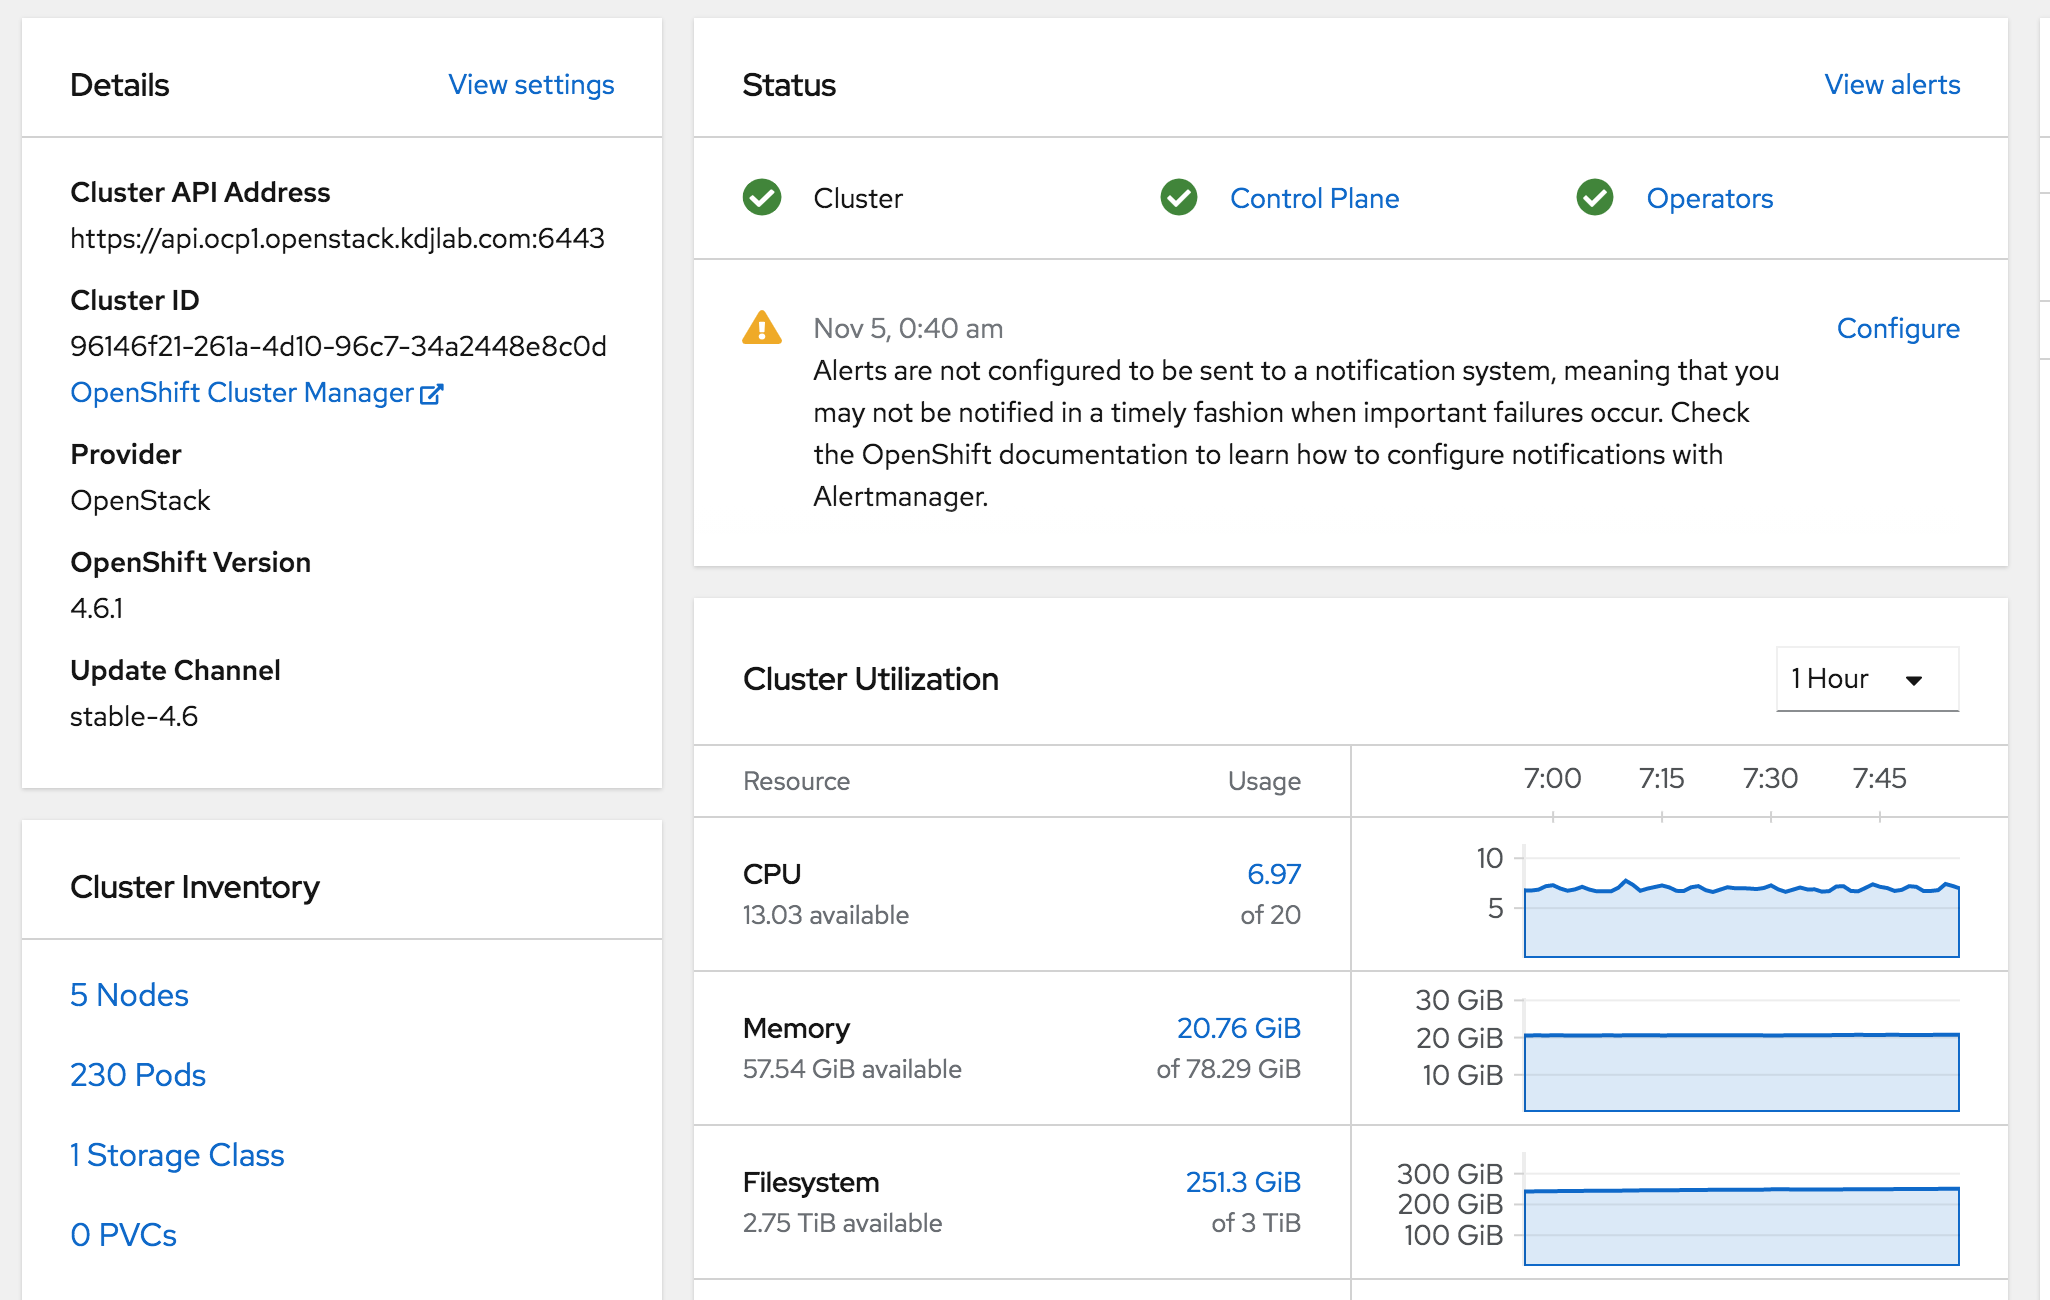 Details
View settings
Cluster API Address
https://api.ocp1.openstack.kdjlab.com:6443
Cluster ID
96146f21-261a-4d10-96c7-34a2448e8c0d
OpenShift Cluster Manager
Provider
OpenStack
OpenShift Version
4.6.1
Update Channel
stable-4.6
Cluster Inventory
5 Nodes
230 Pods
1 Storage Class
0 PVCs
Status
View alerts
Cluster
Control Plane
Operators
Nov 5, 0:40 am
Configure
Alerts are not configured to be sent to a notification system, meaning that you
may not be notified in a timely fashion when important failures occur. Check
the OpenShift documentation to learn how to configure notifications with
Alertmanager.
Cluster Utilization
1 Hour
Resource
Usage
7:00 7:15 7:30 7:45
CPU
6.97
13.03 available
of 20
10
5
Memory
20.76 GiB
57.54 GiB available
of 78.29 GiB
30 GiB
20 GiB
10 GiB
Filesystem
251.3 GiB
2.75 TiB available
of 3 TiB
300 GiB
200 GiB
100 GiB